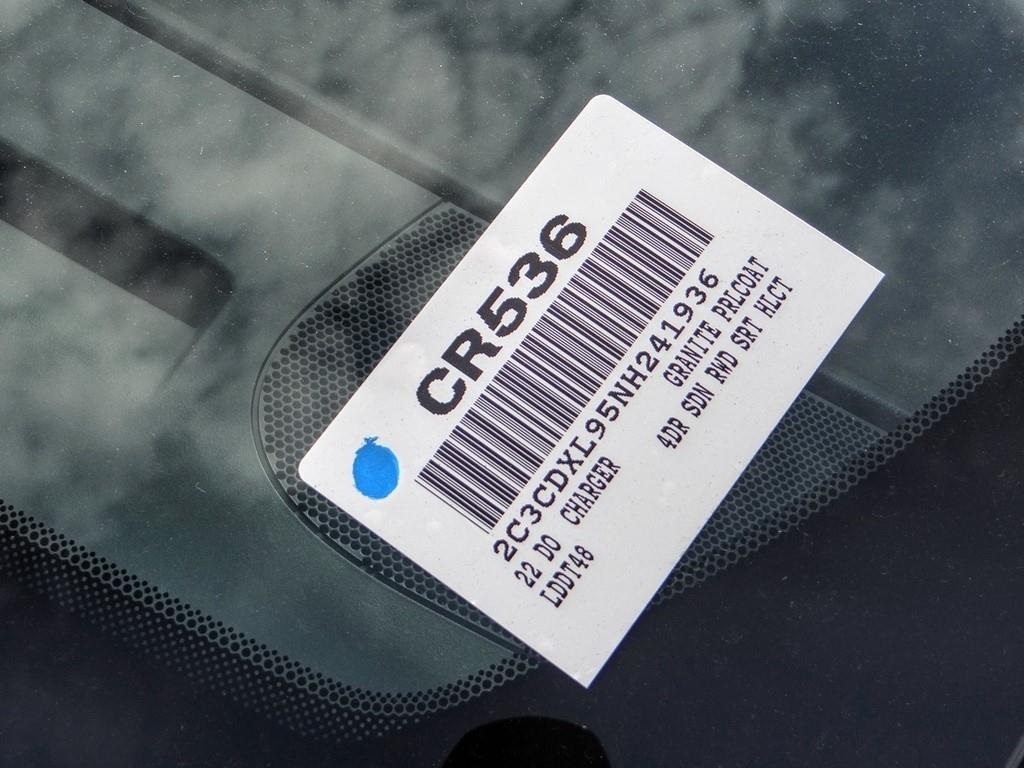 CR536
2C3CDXL95NH241936
22 DO CHARGER GRANITE PRLCOAT
LDDT48 4DR SDN RWD SRT HLCT